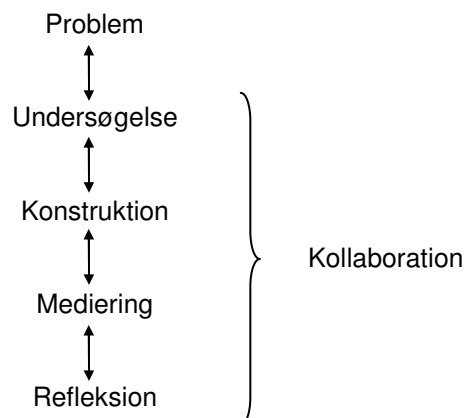 Problem
Undersøgelse
Konstruktion
Kollaboration
Mediering
Refleksion